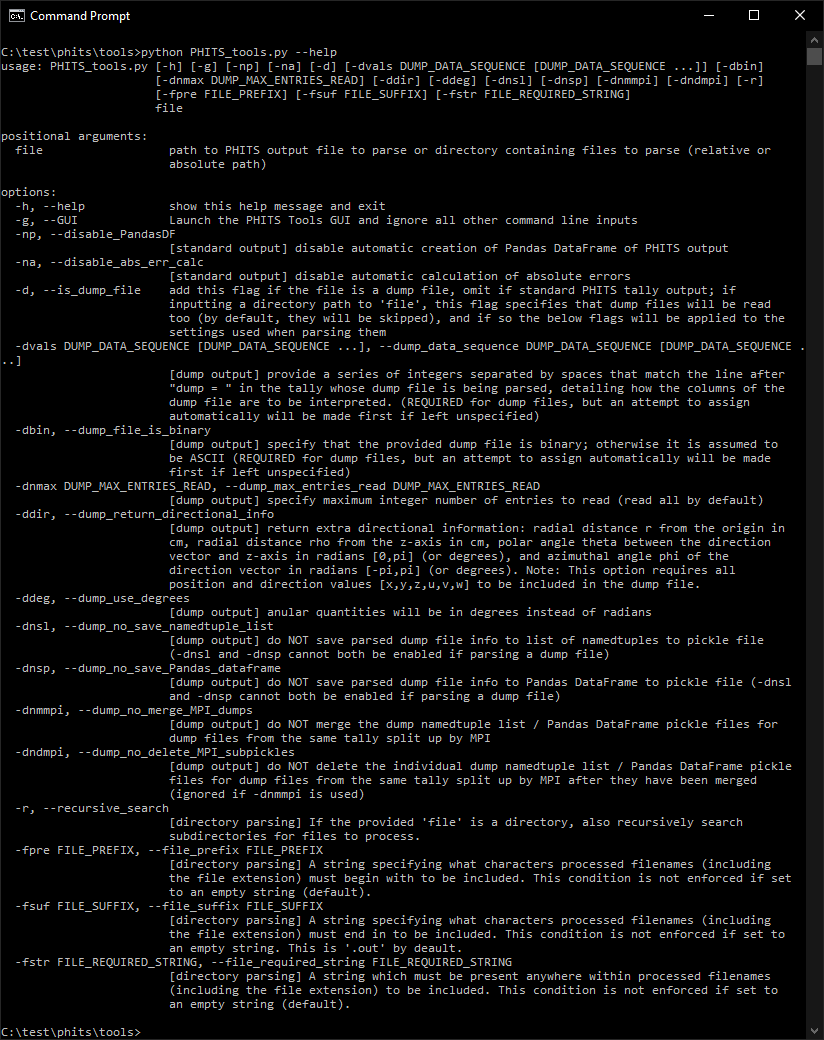 Command Prompt
C:\test\phits\tools>python PHITS_tools.py --help
usage: PHITS_tools.py [-h] [-g] [-np] [-na] [-d] [-dvals DUMP_DATA_SEQUENCE [DUMP_DATA_SEQUENCE ...]] [-dbin]
[-dnmax DUMP_MAX_ENTRIES_READ] [-ddir] [-ddeg] [-dnsl] [-dnsp] [-dnmmpi] [-dndmpi] [-r]
[-fpre FILE_PREFIX] [-fsuf FILE_SUFFIX] [-fstr FILE_REQUIRED_STRING]
file
positional arguments:
file path to PHITS output file to parse or directory containing files to parse (relative or
absolute path)
options:
-h, --help show this help message and exit
-g, --GUI Launch the PHITS Tools GUI and ignore all other command line inputs
-np, --disable_PandasDF
[standard output] disable automatic creation of Pandas DataFrame of PHITS output
-na, --disable_abs_err_calc
[standard output] disable automatic calculation of absolute errors
-d, --is_dump_file add this flag if the file is a dump file, omit if standard PHITS tally output; if
inputting a directory path to 'file', this flag specifies that dump files will be read
too (by default, they will be skipped), and if so the below flags will be applied to the
settings used when parsing them
-dvals DUMP_DATA_SEQUENCE [DUMP_DATA_SEQUENCE ...], --dump_data_sequence DUMP_DATA_SEQUENCE [DUMP_DATA_SEQUENCE .
..]
[dump output] provide a series of integers separated by spaces that match the line after
"dump = " in the tally whose dump file is being parsed, detailing how the columns of the
dump file are to be interpreted. (REQUIRED for dump files, but an attempt to assign
automatically will be made first if left unspecified)
-dbin, --dump_file_is_binary
[dump output] specify that the provided dump file is binary; otherwise it is assumed to
be ASCII (REQUIRED for dump files, but an attempt to assign automatically will be made
first if left unspecified)
-dnmax DUMP_MAX_ENTRIES_READ, --dump_max_entries_read DUMP_MAX_ENTRIES_READ
[dump output] specify maximum integer number of entries to read (read all by default)
-ddir, --dump_return_directional_info
[dump output] return extra directional information: radial distance r from the origin in
cm, radial distance rho from the z-axis in cm, polar angle theta between the direction
vector and z-axis in radians [0,pi] (or degrees), and azimuthal angle phi of the
direction vector in radians [-pi,pi] (or degrees). Note: This option requires all
position and direction values [x,y,z,u,v,w] to be included in the dump file.
-ddeg, --dump_use_degrees
[dump output] anular quantities will be in degrees instead of radians
-dnsl, --dump_no_save_namedtuple_list
[dump output] do NOT save parsed dump file info to list of namedtuples to pickle file
(-dnsl and -dnsp cannot both be enabled if parsing a dump file)
-dnsp, --dump_no_save_Pandas_dataframe
[dump output] do NOT save parsed dump file info to Pandas DataFrame to pickle file (-dnsl
and -dnsp cannot both be enabled if parsing a dump file)
-dnmmpi, --dump_no_merge_MPI_dumps
[dump output] do NOT merge the dump namedtuple list / Pandas DataFrame pickle files for
dump files from the same tally split up by MPI
-dndmpi, --dump_no_delete_MPI_subpickles
[dump output] do NOT delete the individual dump namedtuple list / Pandas DataFrame pickle
files for dump files from the same tally split up by MPI after they have been merged
(ignored if -dnmmpi is used)
-r, --recursive_search
[directory parsing] If the provided 'file' is a directory, also recursively search
subdirectories for files to process.
-fpre FILE_PREFIX, --file_prefix FILE_PREFIX
[directory parsing] A string specifying what characters processed filenames (including
the file extension) must begin with to be included. This condition is not enforced if set
to an empty string (default).
-fsuf FILE_SUFFIX, --file_suffix FILE_SUFFIX
[directory parsing] A string specifying what characters processed filenames (including
the file extension) must end in to be included. This condition is not enforced if set to
an empty string. This is '.out' by deault.
-fstr FILE_REQUIRED_STRING, --file_required_string FILE_REQUIRED_STRING
[directory parsing] A string which must be present anywhere within processed filenames
(including the file extension) to be included. This condition is not enforced if set to
an empty string (default).
C:\test\phits\tools>